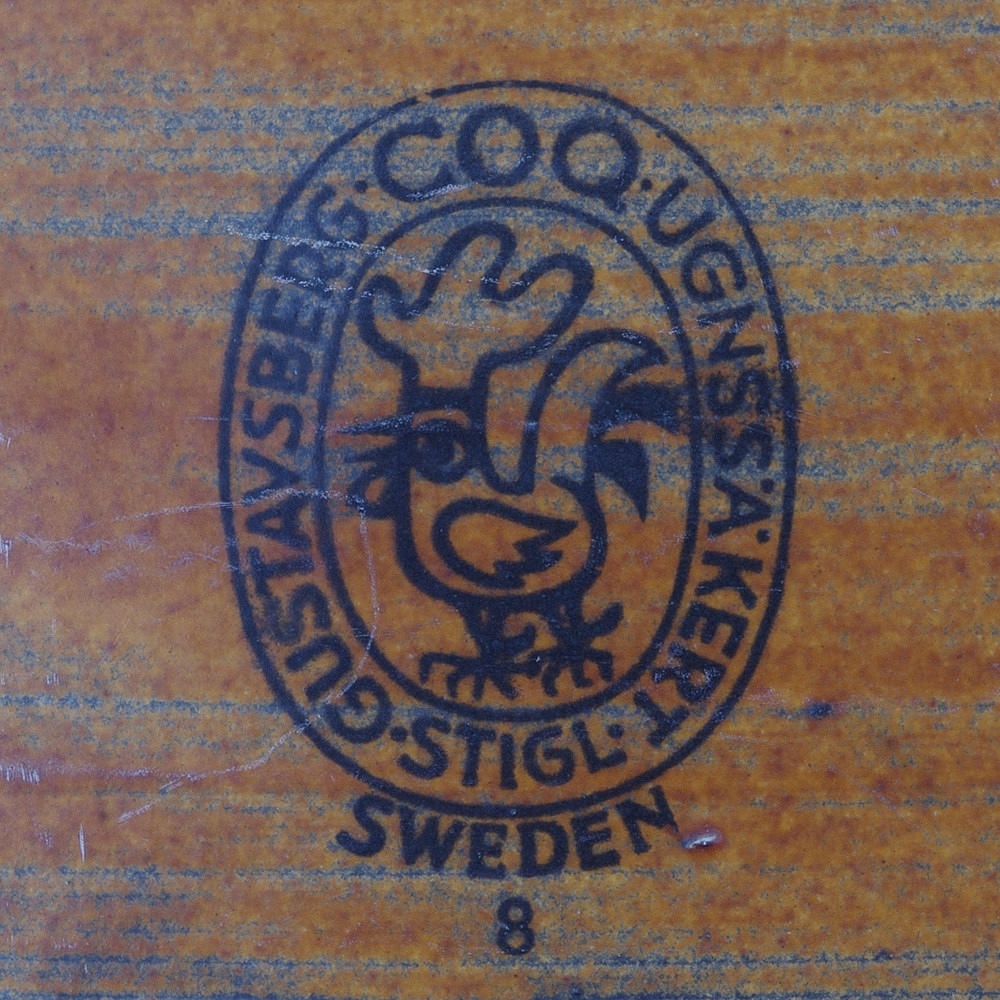 GUSTAVSBERG · COQ · UGNSSÄKERT · STIGL ·
SWEDEN
8